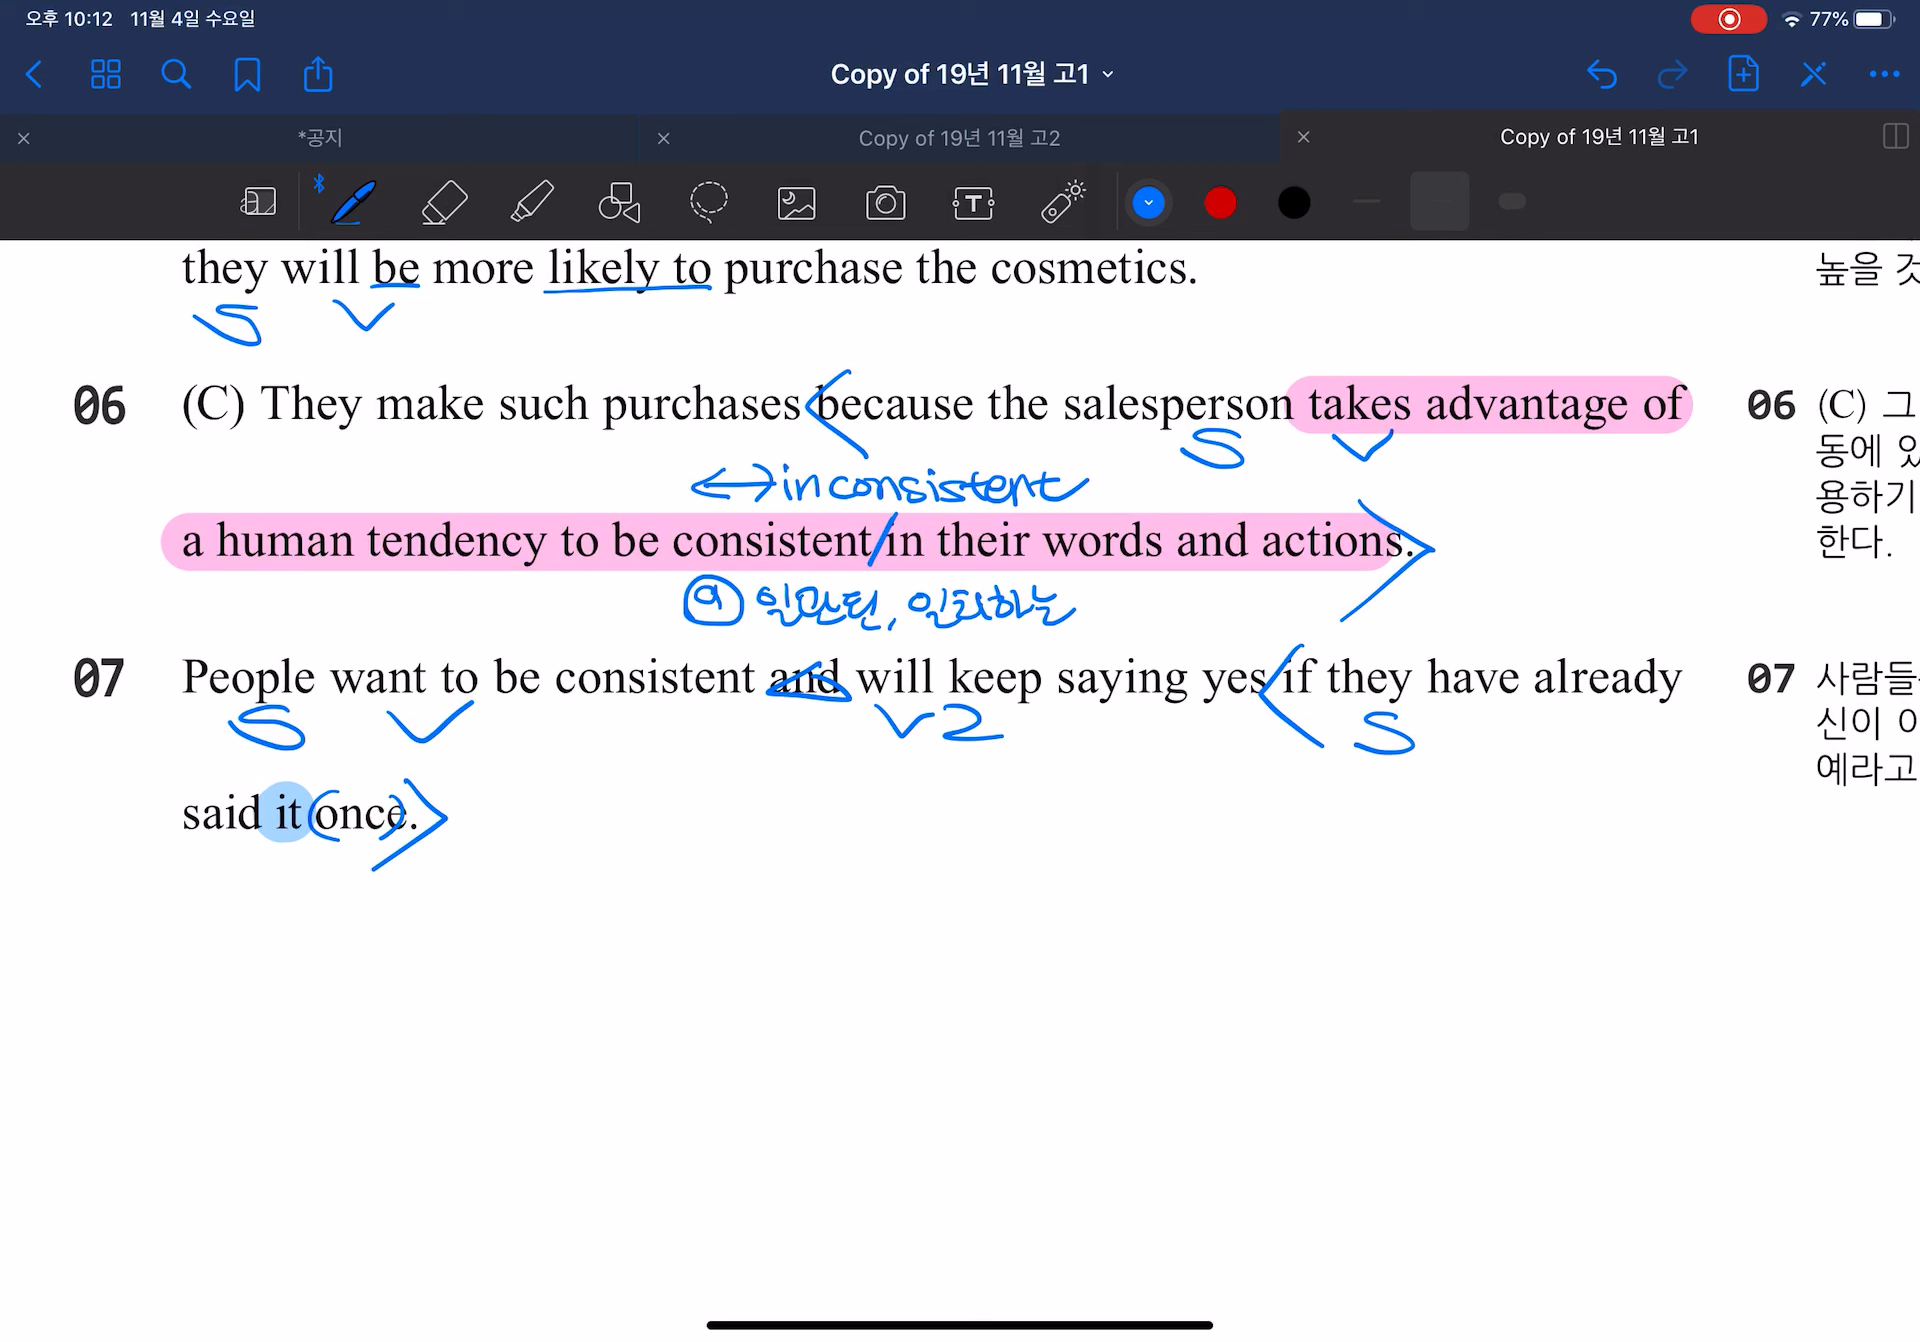 오후 10:12 11월 4일 수요일
77%
Copy of 19년 11월 고1
*공지
Copy of 19년 11월 고2
Copy of 19년 11월 고1
they will be more likely to purchase the cosmetics.
높을 것
S V
06 (C) They make such purchases because the salesperson takes advantage of
S V
↔inconsistent
a human tendency to be consistent/in their words and actions.
ⓐ 일관된, 일치하는
06 (C) 그
동에 있
용하기
한다.
07 People want to be consistent and will keep saying yes if they have already
S V V2 S
said it (once).
07 사람들
신이 이
예라고